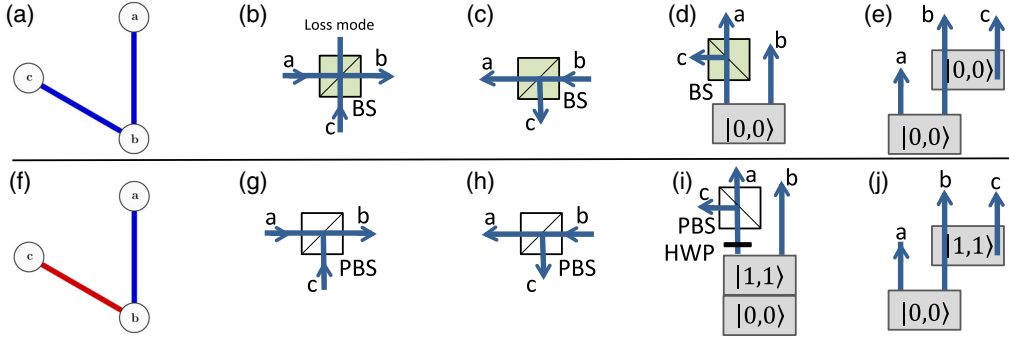 (a)
a
c
b
(b)
Loss mode
a
b
BS
c
(c)
a
b
BS
c
(d)
a
b
c
BS
|0,0⟩
(e)
b
c
a
|0,0⟩
|0,0⟩
(f)
a
c
b
(g)
a
b
PBS
c
(h)
a
b
PBS
c
(i)
a
b
c
PBS
HWP
|1,1⟩
|0,0⟩
(j)
b
c
a
|1,1⟩
|0,0⟩